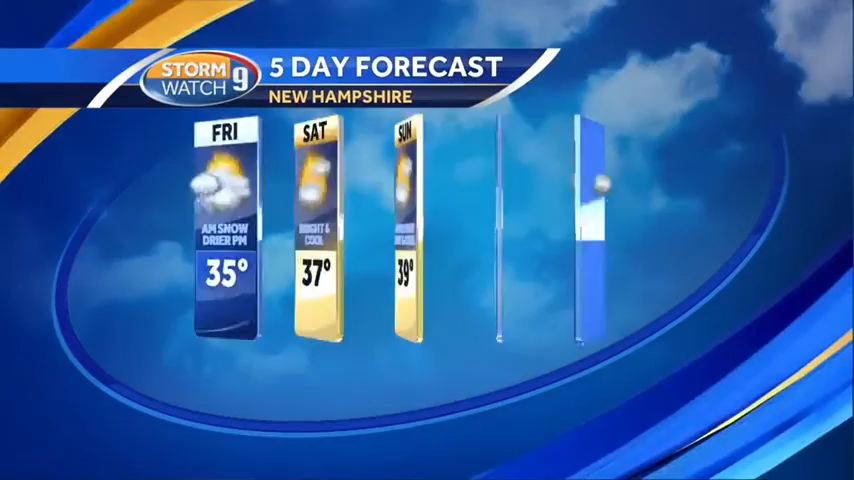 STORM
WATCH 9
5 DAY FORECAST
NEW HAMPSHIRE
FRI
SAT
SUN
AM SNOW
DRIER PM
BRIGHT &
COOL
35°
37°
39°